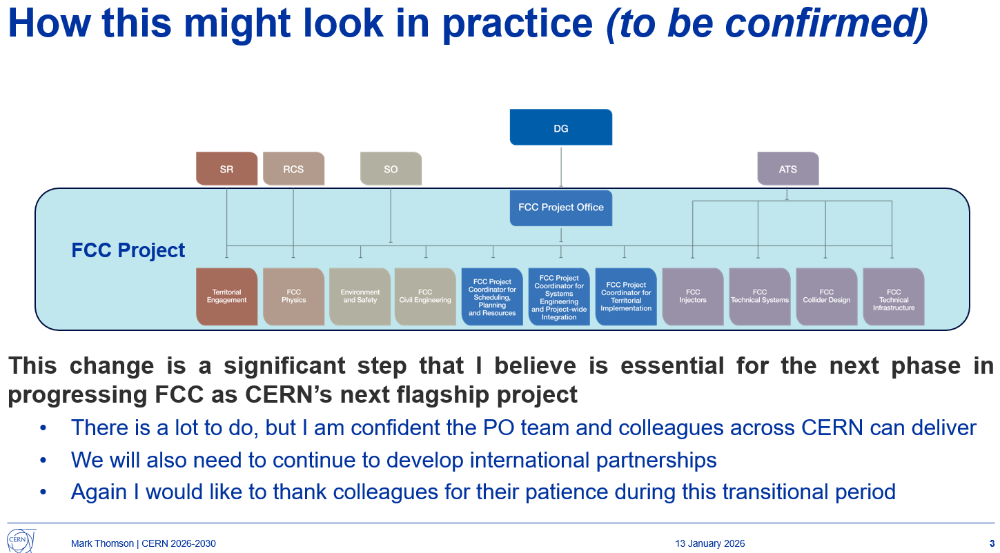 How this might look in practice (to be confirmed)
DG
SR
RCS
SO
ATS
FCC Project Office
FCC Project
Territorial
Engagement
FCC
Physics
Environment
and Safety
FCC
Civil Engineering
FCC Project
Coordinator for
Scheduling,
Planning
and Resources
FCC Project
Coordinator for
Systems
Engineering
and Project-wide
Integration
FCC Project
Coordinator for
Territorial
Implementation
FCC
Injectors
FCC
Technical Systems
FCC
Collider Design
FCC
Technical
Infrastructure
This change is a significant step that I believe is essential for the next phase in
progressing FCC as CERN’s next flagship project
• There is a lot to do, but I am confident the PO team and colleagues across CERN can deliver
• We will also need to continue to develop international partnerships
• Again I would like to thank colleagues for their patience during this transitional period
CERN
Mark Thomson | CERN 2026-2030
13 January 2026
3